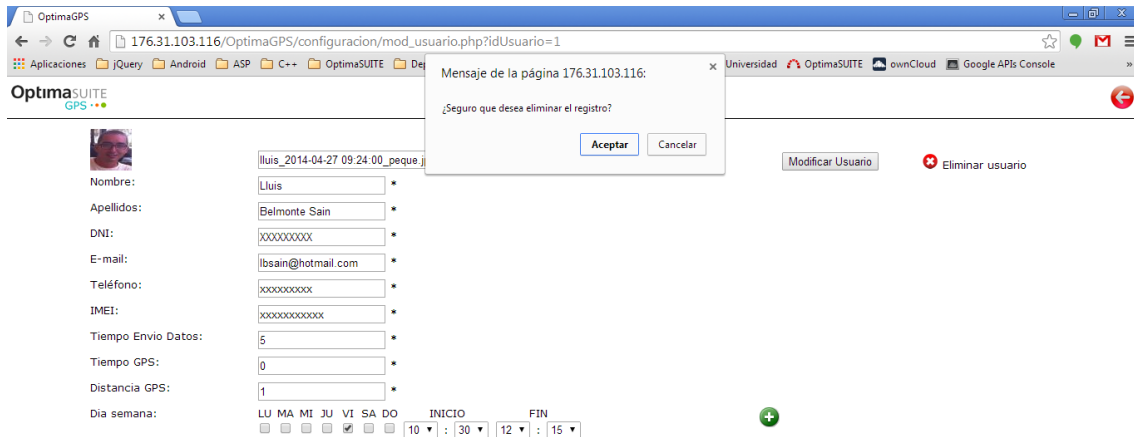 OptimaGPS
176.31.103.116/OptimaGPS/configuracion/mod_usuario.php?idUsuario=1
Aplicaciones jQuery Android ASP C++ OptimaSUITE Universidad OptimaSUITE ownCloud Google APIs Console »
Mensaje de la página 176.31.103.116:
¿Seguro que desea eliminar el registro?
Aceptar Cancelar
OptimaSUITE
GPS
lluis_2014-04-27 09:24:00_peque.j Modificar Usuario Eliminar usuario
Nombre: Lluis *
Apellidos: Belmonte Sain *
DNI: XXXXXXXXX *
E-mail: lbsain@hotmail.com *
Teléfono: xxxxxxxxx *
IMEI: xxxxxxxxxxx *
Tiempo Envio Datos: 5 *
Tiempo GPS: 0 *
Distancia GPS: 1 *
Dia semana: LU MA MI JU VI SA DO INICIO FIN
10 : 30 12 : 15